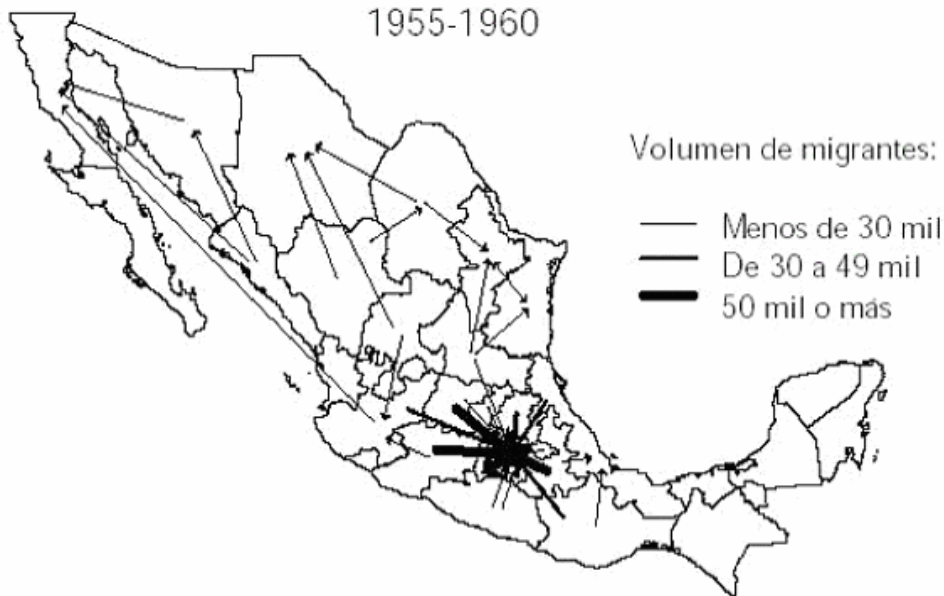 1955-1960
Volumen de migrantes:
Menos de 30 mil
De 30 a 49 mil
50 mil o más